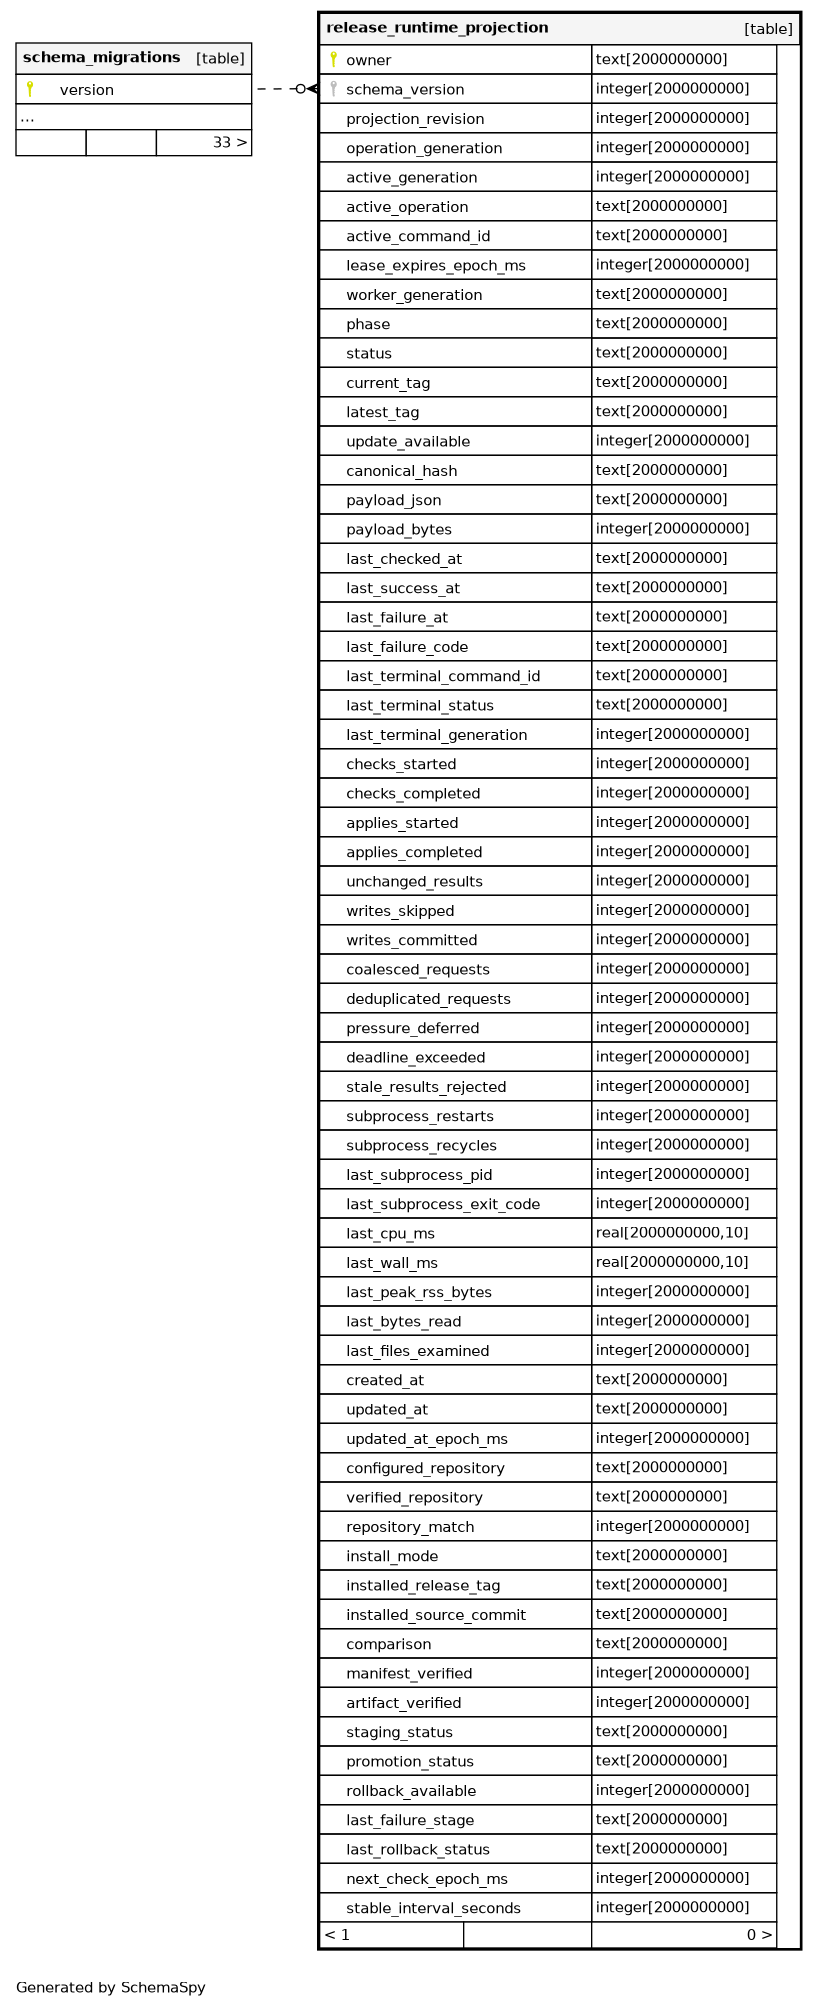 schema_migrations [table]
version
...
33 >
release_runtime_projection [table]
owner text[2000000000]
schema_version integer[2000000000]
projection_revision integer[2000000000]
operation_generation integer[2000000000]
active_generation integer[2000000000]
active_operation text[2000000000]
active_command_id text[2000000000]
lease_expires_epoch_ms integer[2000000000]
worker_generation text[2000000000]
phase text[2000000000]
status text[2000000000]
current_tag text[2000000000]
latest_tag text[2000000000]
update_available integer[2000000000]
canonical_hash text[2000000000]
payload_json text[2000000000]
payload_bytes integer[2000000000]
last_checked_at text[2000000000]
last_success_at text[2000000000]
last_failure_at text[2000000000]
last_failure_code text[2000000000]
last_terminal_command_id text[2000000000]
last_terminal_status text[2000000000]
last_terminal_generation integer[2000000000]
checks_started integer[2000000000]
checks_completed integer[2000000000]
applies_started integer[2000000000]
applies_completed integer[2000000000]
unchanged_results integer[2000000000]
writes_skipped integer[2000000000]
writes_committed integer[2000000000]
coalesced_requests integer[2000000000]
deduplicated_requests integer[2000000000]
pressure_deferred integer[2000000000]
deadline_exceeded integer[2000000000]
stale_results_rejected integer[2000000000]
subprocess_restarts integer[2000000000]
subprocess_recycles integer[2000000000]
last_subprocess_pid integer[2000000000]
last_subprocess_exit_code integer[2000000000]
last_cpu_ms real[2000000000,10]
last_wall_ms real[2000000000,10]
last_peak_rss_bytes integer[2000000000]
last_bytes_read integer[2000000000]
last_files_examined integer[2000000000]
created_at text[2000000000]
updated_at text[2000000000]
updated_at_epoch_ms integer[2000000000]
configured_repository text[2000000000]
verified_repository text[2000000000]
repository_match integer[2000000000]
install_mode text[2000000000]
installed_release_tag text[2000000000]
installed_source_commit text[2000000000]
comparison text[2000000000]
manifest_verified integer[2000000000]
artifact_verified integer[2000000000]
staging_status text[2000000000]
promotion_status text[2000000000]
rollback_available integer[2000000000]
last_failure_stage text[2000000000]
last_rollback_status text[2000000000]
next_check_epoch_ms integer[2000000000]
stable_interval_seconds integer[2000000000]
< 1 0 >
Generated by SchemaSpy